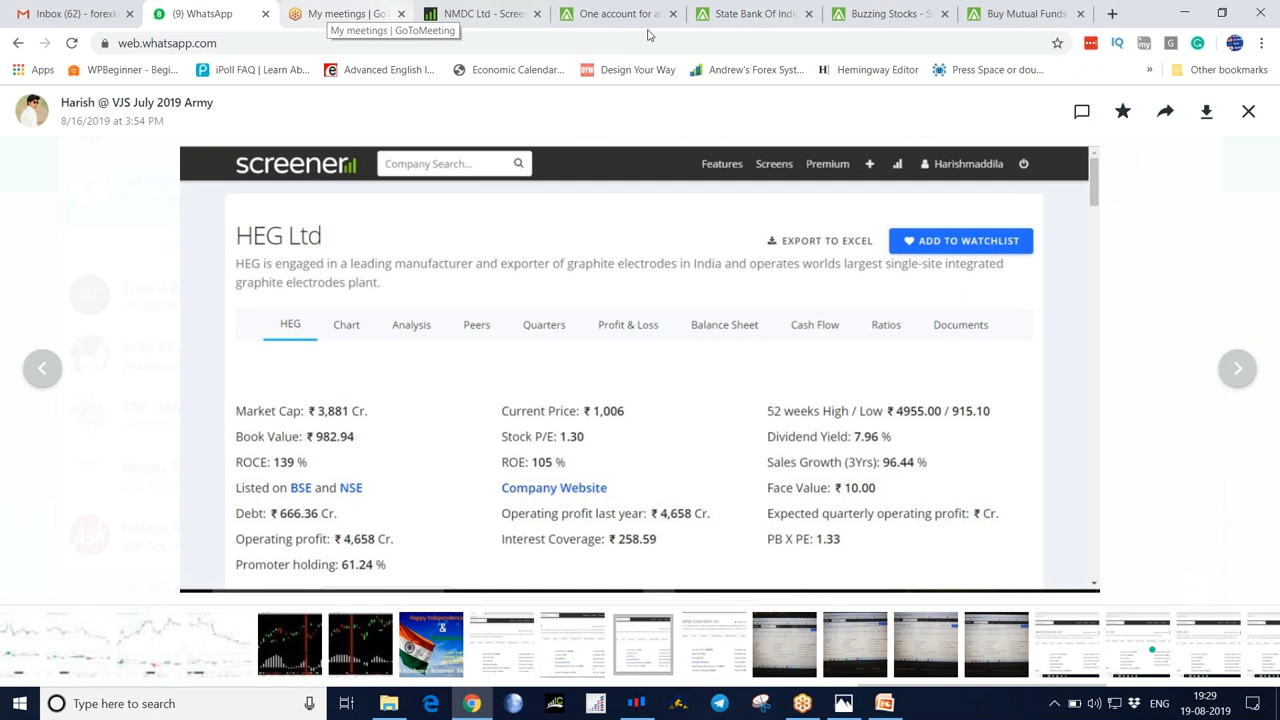 Inbox (62) - forexh
(9) WhatsApp
My meetings | GoT
NMDC Ltd - Scree
One account for al
State Bank Of Indi
Buzzing Stocks - S
Buy Mutual Funds
My meetings | GoToMeeting
web.whatsapp.com
Apps
WPBeginner - Begi...
iPoll FAQ | Learn Ab...
Advanced English I...
Economic Calendar...
Design Your Way
Andrew's Forex Syst...
Hemingway Editor
Press Space or dou...
»
Other bookmarks
Harish @ VJS July 2019 Army
8/16/2019 at 3:54 PM
screener
Company Search...
Features
Screens
Premium
Harishmaddila
HEG Ltd
EXPORT TO EXCEL
ADD TO WATCHLIST
HEG is engaged in a leading manufacturer and exporter of graphite electrodes in India and operates worlds largest single-site integrated
graphite electrodes plant.
HEG
Chart
Analysis
Peers
Quarters
Profit & Loss
Balance Sheet
Cash Flow
Ratios
Documents
Market Cap: ₹ 3,881 Cr.
Current Price: ₹ 1,006
52 weeks High / Low ₹ 4955.00 / 915.10
Book Value: ₹ 982.94
Stock P/E: 1.30
Dividend Yield: 7.96 %
ROCE: 139 %
ROE: 105 %
Sales Growth (3Yrs): 96.44 %
Listed on BSE and NSE
Company Website
Face Value: ₹ 10.00
Debt: ₹ 666.36 Cr.
Operating profit last year: ₹ 4,658 Cr.
Expected quarterly operating profit: ₹ Cr.
Operating profit: ₹ 4,658 Cr.
Interest Coverage: ₹ 258.59
PB X PE: 1.33
Promoter holding: 61.24 %
Happy Independence
&
Type here to search
ENG
19:29
19-08-2019